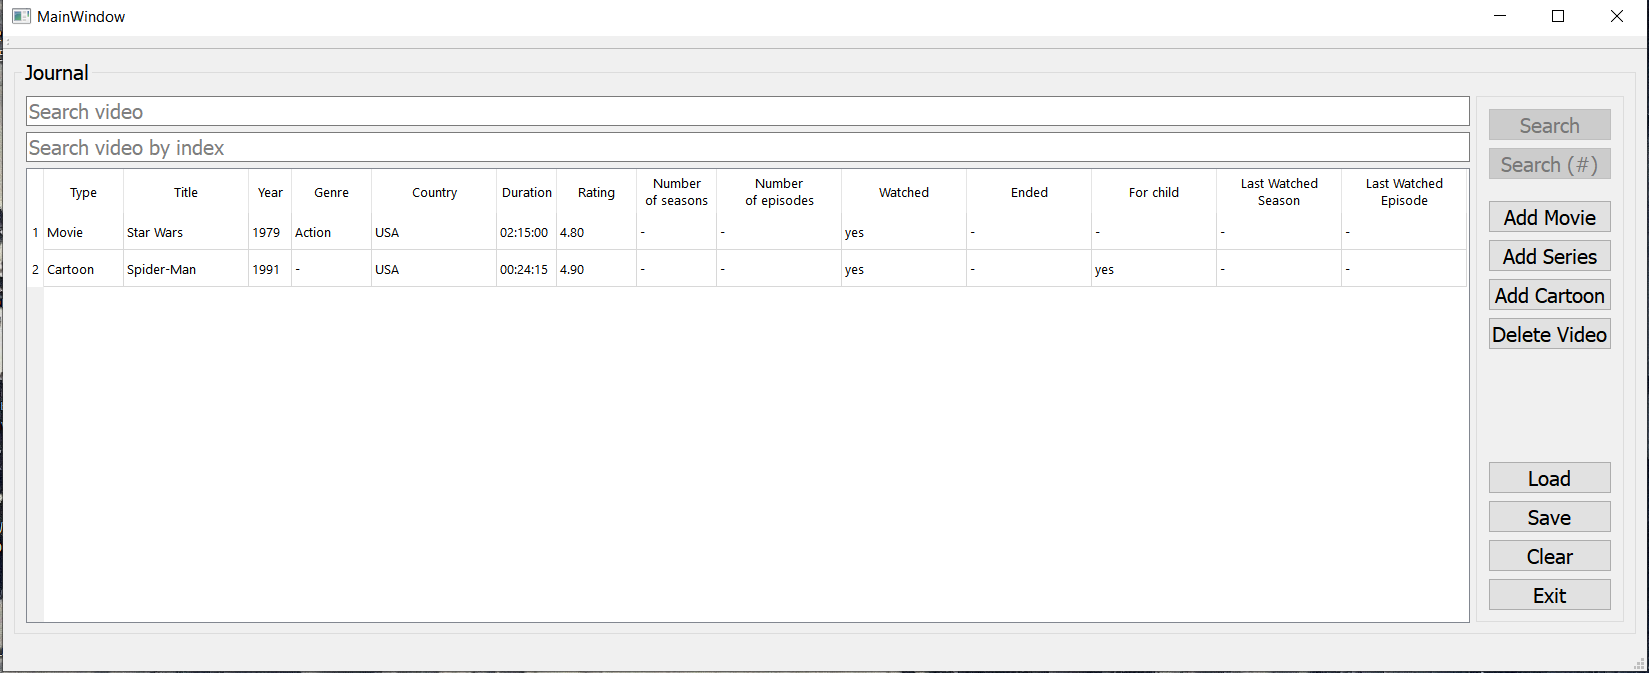 MainWindow
Journal
Search video
Search video by index
Search
Search (#)
Type Title Year Genre Country Duration Rating Number of seasons Number of episodes Watched Ended For child Last Watched Season Last Watched Episode
1 Movie Star Wars 1979 Action USA 02:15:00 4.80 - - yes - - - -
2 Cartoon Spider-Man 1991 - USA 00:24:15 4.90 - - yes - yes - -
Add Movie
Add Series
Add Cartoon
Delete Video
Load
Save
Clear
Exit